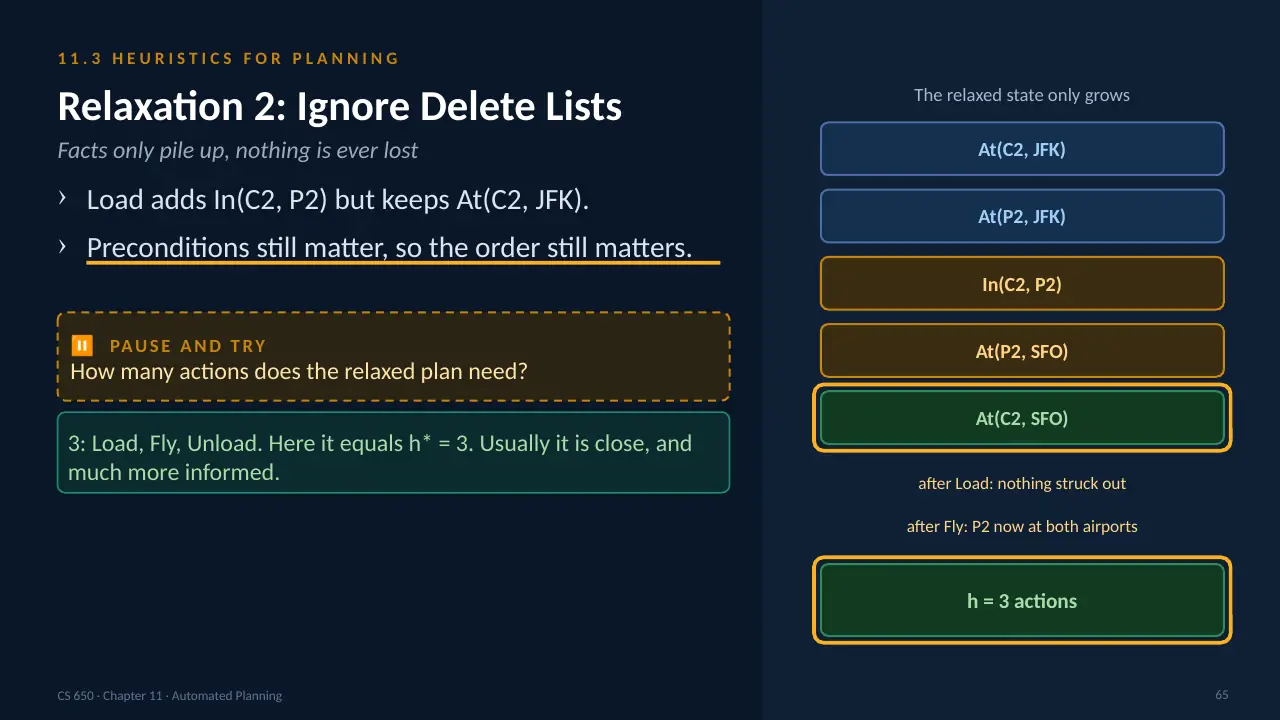 11.3 HEURISTICS FOR PLANNING
Relaxation 2: Ignore Delete Lists
Facts only pile up, nothing is ever lost
› Load adds In(C2, P2) but keeps At(C2, JFK).
› Preconditions still matter, so the order still matters.
⏸ PAUSE AND TRY
How many actions does the relaxed plan need?
3: Load, Fly, Unload. Here it equals h* = 3. Usually it is close, and
much more informed.
The relaxed state only grows
At(C2, JFK)
At(P2, JFK)
In(C2, P2)
At(P2, SFO)
At(C2, SFO)
after Load: nothing struck out
after Fly: P2 now at both airports
h = 3 actions
CS 650 · Chapter 11 · Automated Planning
65